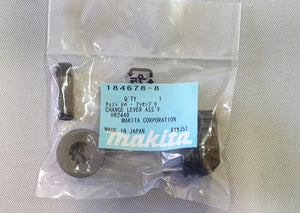 184678-8
Q'TY 1
ﾁｪﾝｼﾞﾚﾊﾞｰ ｱｯｾﾝﾌﾞﾘ
CHANGE LEVER ASS'Y
HR2440
MAKITA CORPORATION
MADE IN JAPAN
makita